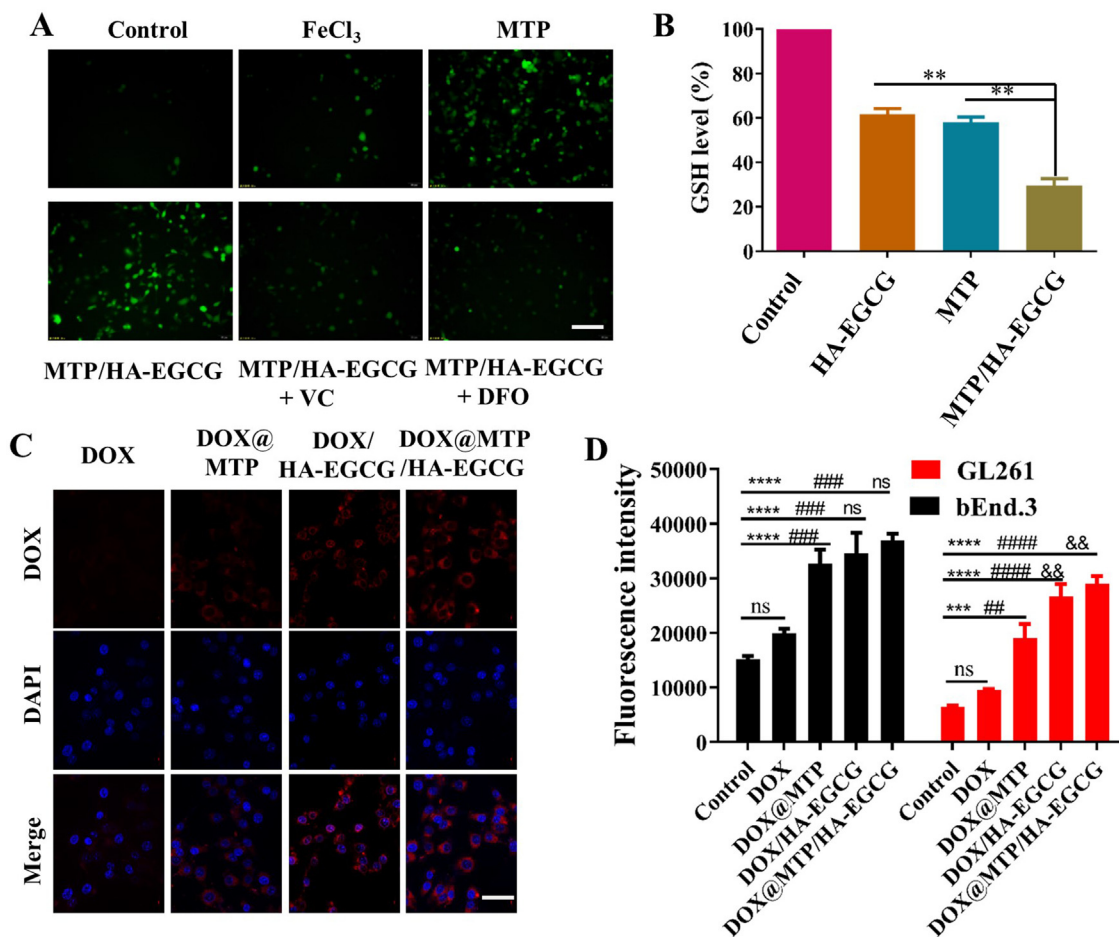 A
Control
FeCl₃
MTP
MTP/HA-EGCG
MTP/HA-EGCG
+ VC
MTP/HA-EGCG
+ DFO
B
GSH level (%)
100
80
60
40
20
0
**
**
Control
HA-EGCG
MTP
MTP/HA-EGCG
C
DOX
DOX@
MTP
DOX/
HA-EGCG
DOX@MTP
/HA-EGCG
DOX
DAPI
Merge
D
Fluorescence intensity
50000
40000
30000
20000
10000
0
GL261
bEnd.3
**** ### ns
**** ### ns
**** ###
ns
**** #### &&
**** #### &&
*** ##
ns
Control
DOX
DOX@MTP
DOX/HA-EGCG
DOX@MTP/HA-EGCG
Control
DOX
DOX@MTP
DOX/HA-EGCG
DOX@MTP/HA-EGCG